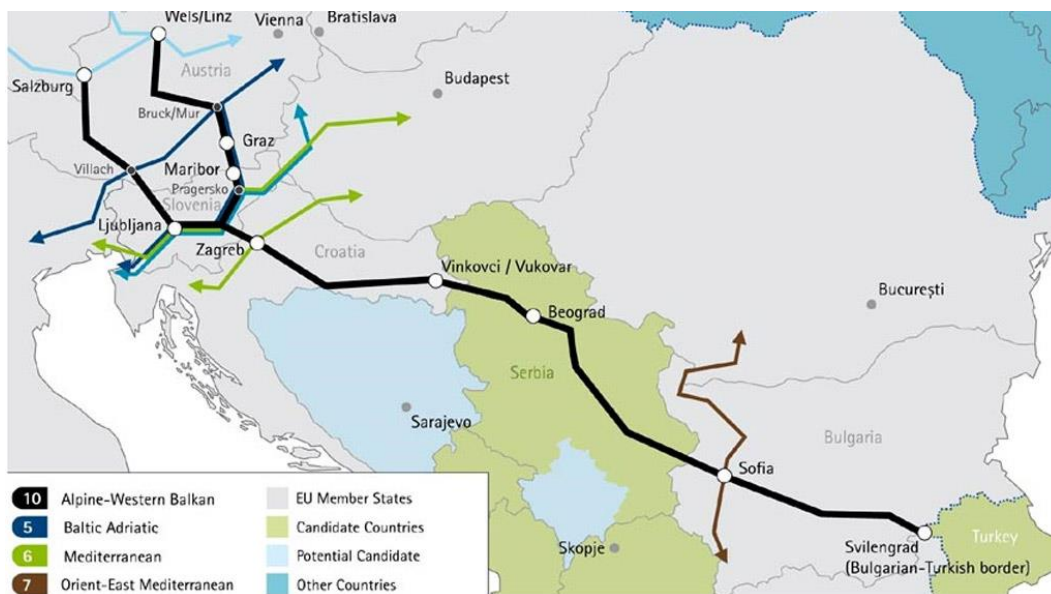 Wels/Linz
Vienna
Bratislava
Austria
Salzburg
Budapest
Bruck/Mur
Graz
Villach
Maribor
Pragersko
Slovenia
Ljubljana
Zagreb
Croatia
Vinkovci / Vukovar
Beograd
Bucureşti
Serbia
Sarajevo
Bulgaria
Sofia
Skopje
Svilengrad
(Bulgarian-Turkish border)
Turkey
10 Alpine-Western Balkan
5 Baltic Adriatic
6 Mediterranean
7 Orient-East Mediterranean
EU Member States
Candidate Countries
Potential Candidate
Other Countries